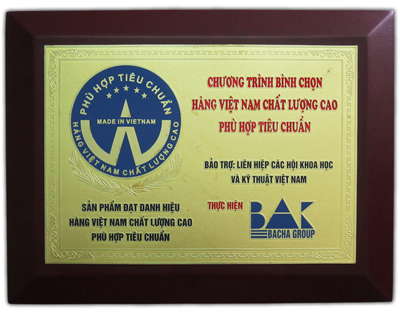 PHÙ HỢP TIÊU CHUẨN
MADE IN VIETNAM
HÀNG VIỆT NAM CHẤT LƯỢNG CAO
SẢN PHẨM ĐẠT DANH HIỆU
HÀNG VIỆT NAM CHẤT LƯỢNG CAO
PHÙ HỢP TIÊU CHUẨN
CHƯƠNG TRÌNH BÌNH CHỌN
HÀNG VIỆT NAM CHẤT LƯỢNG CAO
PHÙ HỢP TIÊU CHUẨN
BẢO TRỢ: LIÊN HIỆP CÁC HỘI KHOA HỌC
VÀ KỸ THUẬT VIỆT NAM
THỰC HIỆN
BAK
BACHA GROUP